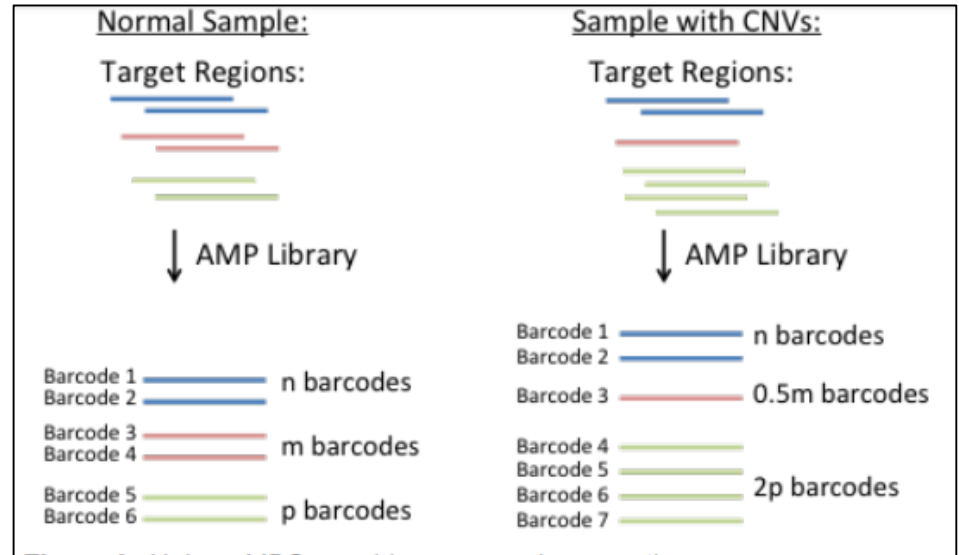 Normal Sample:
Target Regions:
AMP Library
Barcode 1
Barcode 2
n barcodes
Barcode 3
Barcode 4
m barcodes
Barcode 5
Barcode 6
p barcodes
Sample with CNVs:
Target Regions:
AMP Library
Barcode 1
Barcode 2
n barcodes
Barcode 3
0.5m barcodes
Barcode 4
Barcode 5
Barcode 6
Barcode 7
2p barcodes